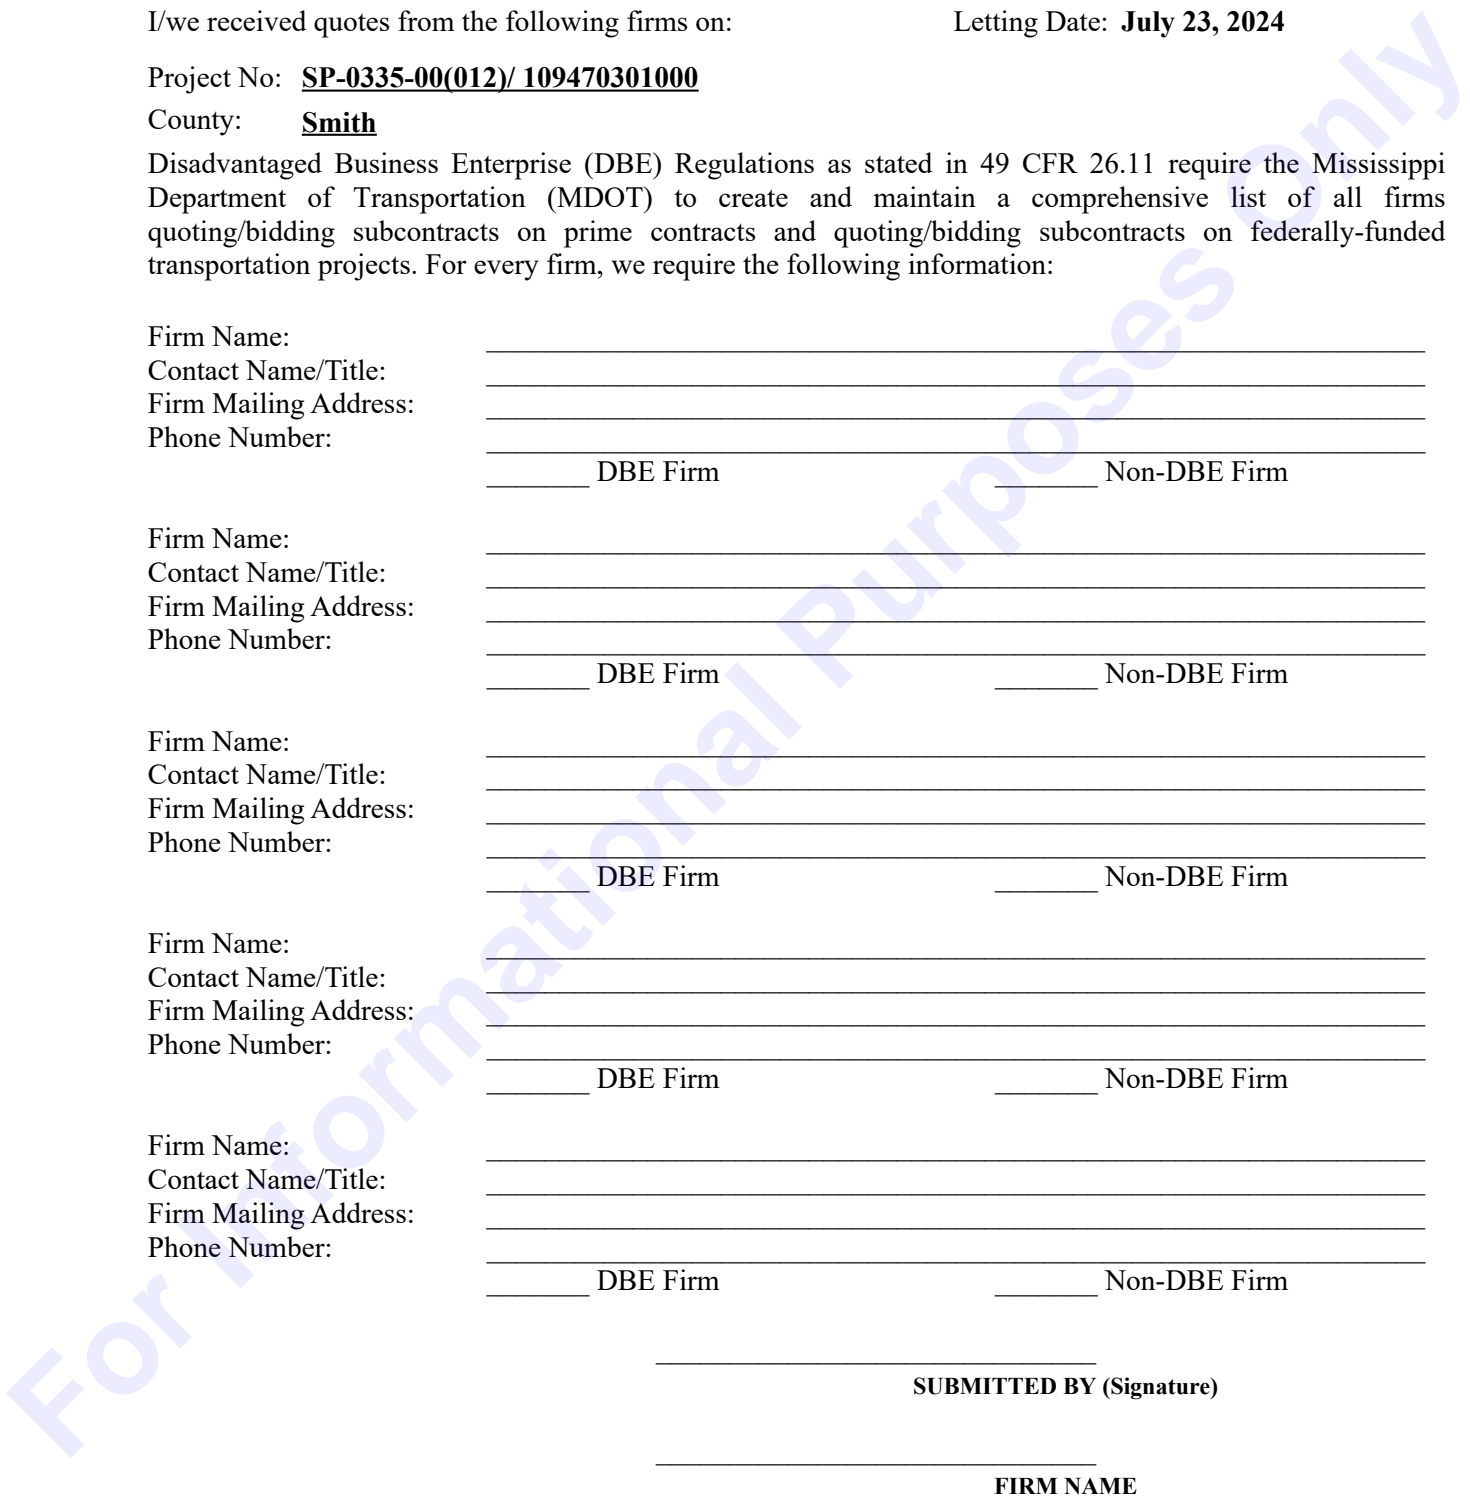 I/we received quotes from the following firms on: Letting Date: July 23, 2024
Project No: SP-0335-00(012)/ 109470301000
County: Smith
Disadvantaged Business Enterprise (DBE) Regulations as stated in 49 CFR 26.11 require the Mississippi
Department of Transportation (MDOT) to create and maintain a comprehensive list of all firms
quoting/bidding subcontracts on prime contracts and quoting/bidding subcontracts on federally-funded
transportation projects. For every firm, we require the following information:
Firm Name:
Contact Name/Title:
Firm Mailing Address:
Phone Number:
DBE Firm Non-DBE Firm
Firm Name:
Contact Name/Title:
Firm Mailing Address:
Phone Number:
DBE Firm Non-DBE Firm
Firm Name:
Contact Name/Title:
Firm Mailing Address:
Phone Number:
DBE Firm Non-DBE Firm
Firm Name:
Contact Name/Title:
Firm Mailing Address:
Phone Number:
DBE Firm Non-DBE Firm
Firm Name:
Contact Name/Title:
Firm Mailing Address:
Phone Number:
DBE Firm Non-DBE Firm
SUBMITTED BY (Signature)
FIRM NAME
For Informational Purposes Only